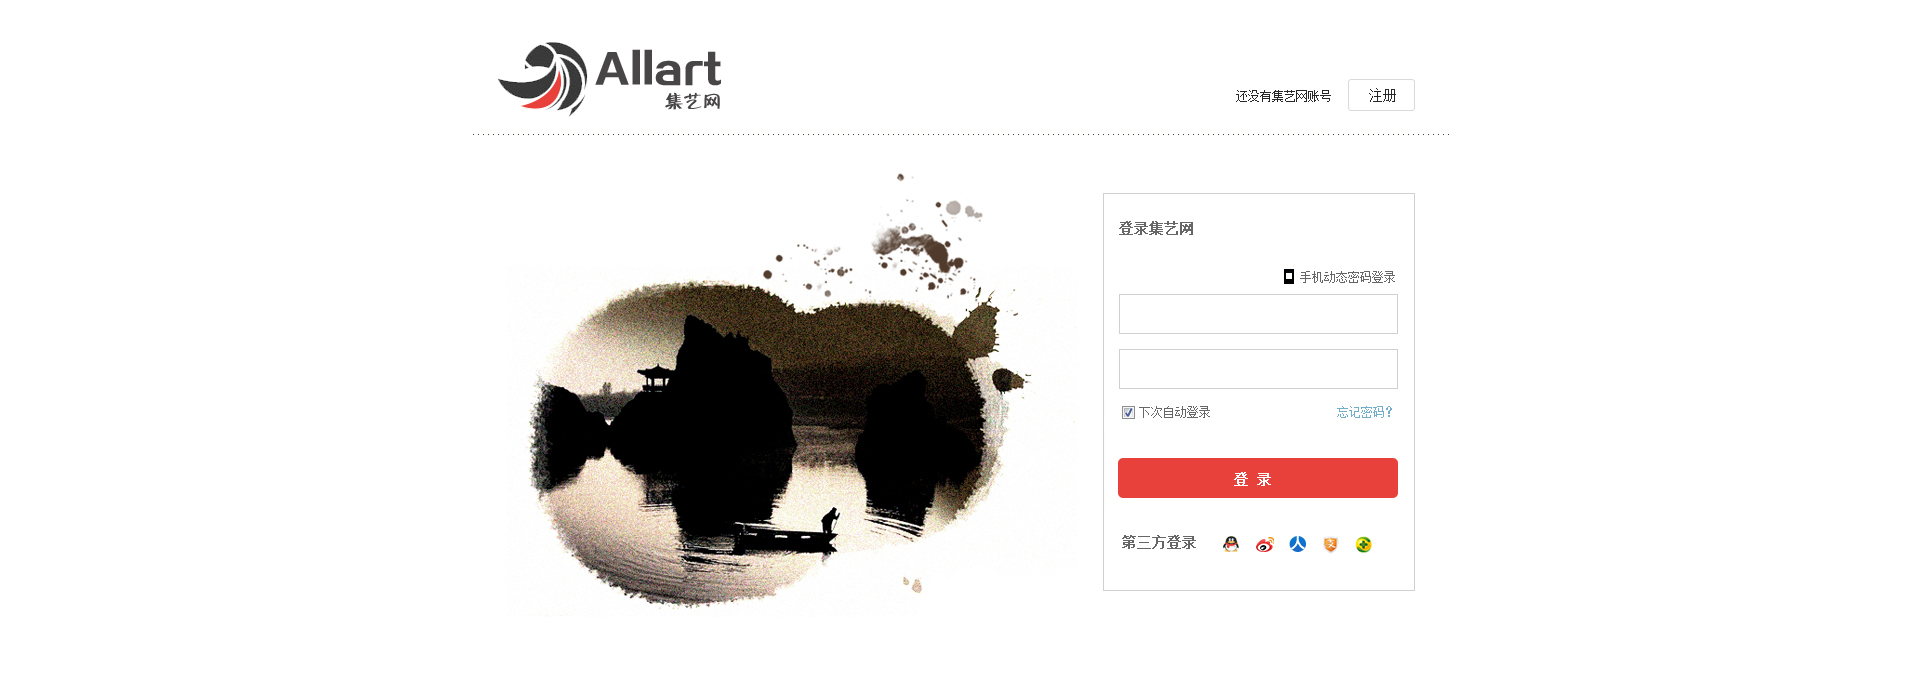 Allart
集艺网
还没有集艺网账号 注册
登录集艺网
手机动态密码登录
下次自动登录 忘记密码？
登 录
第三方登录